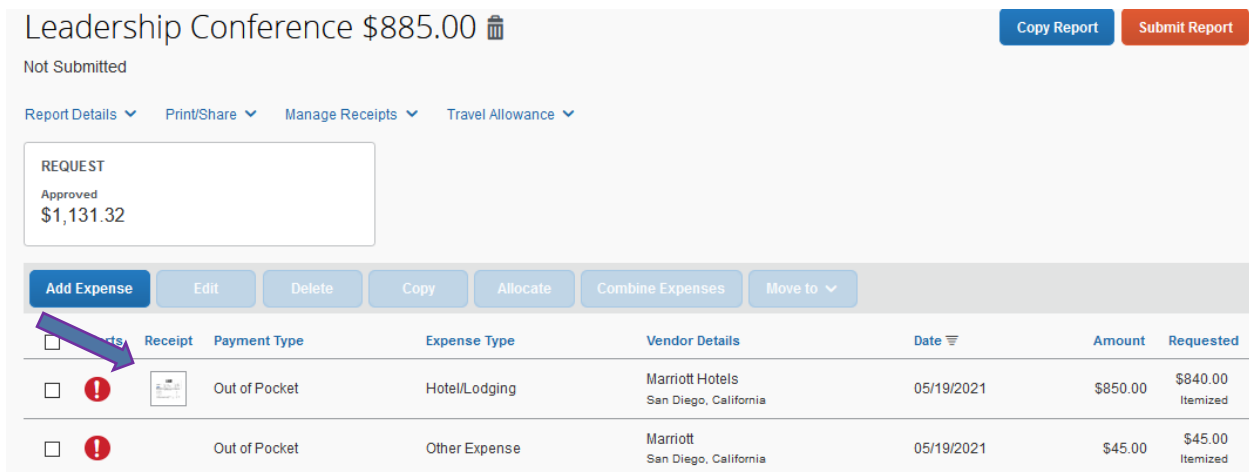 Leadership Conference $885.00
Copy Report Submit Report
Not Submitted
Report Details Print/Share Manage Receipts Travel Allowance
REQUEST
Approved
$1,131.32
Add Expense Edit Delete Copy Allocate Combine Expenses Move to
Receipt Payment Type Expense Type Vendor Details Date Amount Requested
Out of Pocket Hotel/Lodging Marriott Hotels 05/19/2021 $850.00 $840.00
San Diego, California Itemized
Out of Pocket Other Expense Marriott 05/19/2021 $45.00 $45.00
San Diego, California Itemized